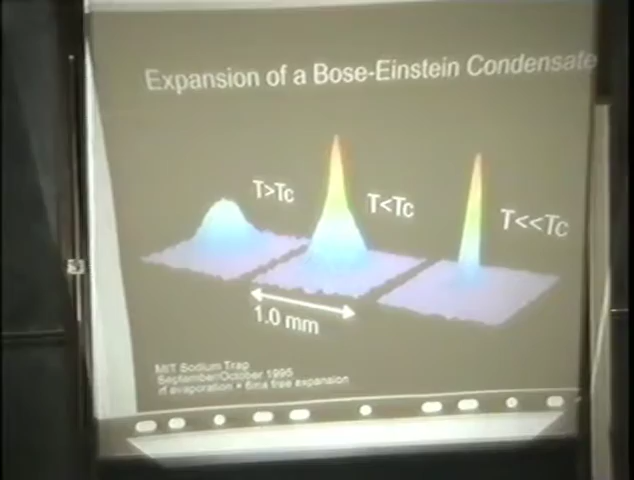 Expansion of a Bose-Einstein Condensate
T>Tc
T<Tc
T<<Tc
1.0 mm
MIT Sodium Trap
September/October 1995
rf evaporation + 6ms free expansion